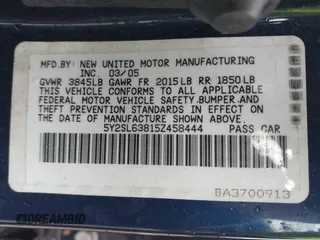 MFD.BY: NEW UNITED MOTOR MANUFACTURING
INC. 03/05
GVWR 3845LB GAWR FR 2015LB RR 1850LB
THIS VEHICLE CONFORMS TO ALL APPLICABLE
FEDERAL MOTOR VEHICLE SAFETY,BUMPER,AND
THEFT PREVENTION STANDARDS IN EFFECT ON
THE DATE OF MANUFACTURE SHOWN ABOVE.
5Y2SL63815Z458444 PASS CAR
BA3700913
DREAMBID